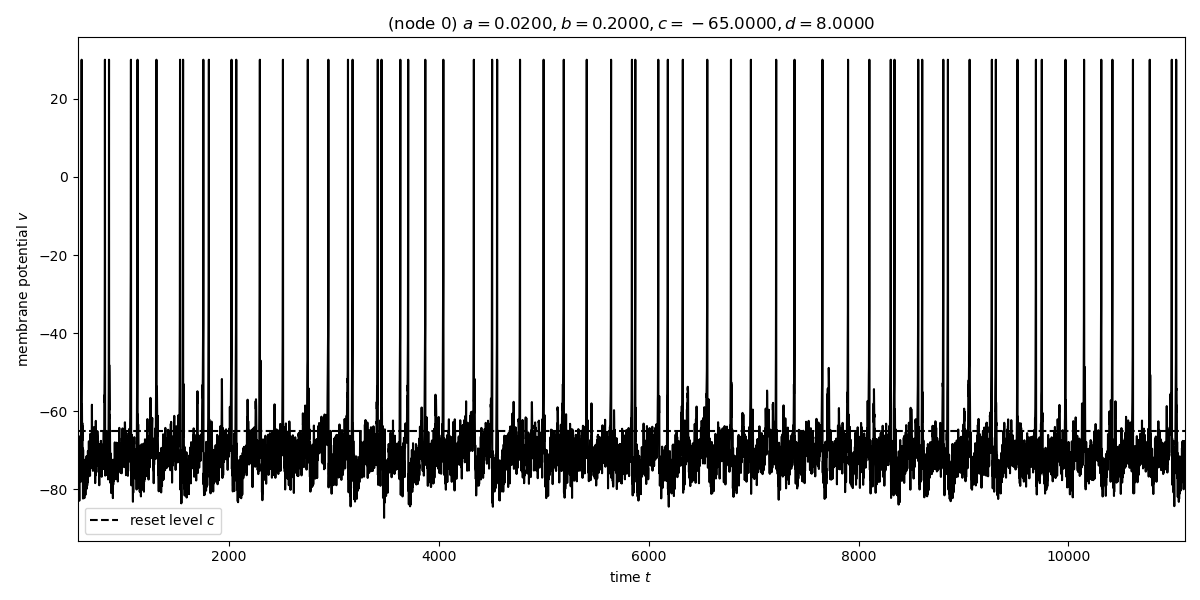 (node 0) a = 0.0200, b = 0.2000, c = −65.0000, d = 8.0000
membrane potential v
20
0
−20
−40
−60
−80
reset level c
2000
4000
6000
8000
10000
time t